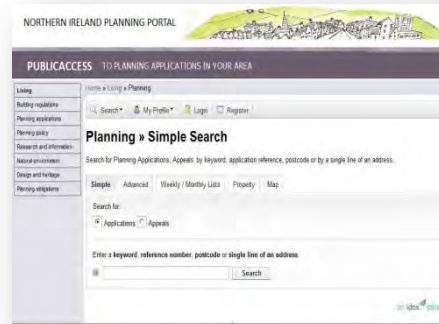 NORTHERN IRELAND PLANNING PORTAL
PUBLICACCESS TO PLANNING APPLICATIONS IN YOUR AREA
Living
Building regulations
Planning applications
Planning policy
Research and information
Natural environment
Design and heritage
Planning obligations
Home » Living » Planning
Search My Profile Login Register
Planning » Simple Search
Search for Planning Applications, Appeals, by keyword, application reference, postcode or by a single line of an address.
Simple Advanced Weekly / Monthly Lists Property Map
Search for:
Applications Appeals
Enter a keyword, reference number, postcode or single line of an address.
Search
idox